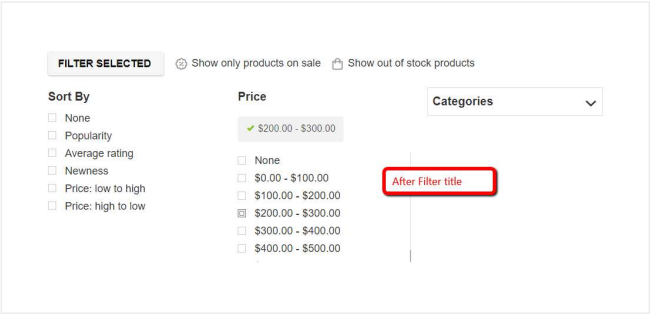 FILTER SELECTED Show only products on sale Show out of stock products
Sort By
None
Popularity
Average rating
Newness
Price: low to high
Price: high to low
Price
$200.00 - $300.00
None
$0.00 - $100.00
$100.00 - $200.00
$200.00 - $300.00
$300.00 - $400.00
$400.00 - $500.00
Categories
After Filter title